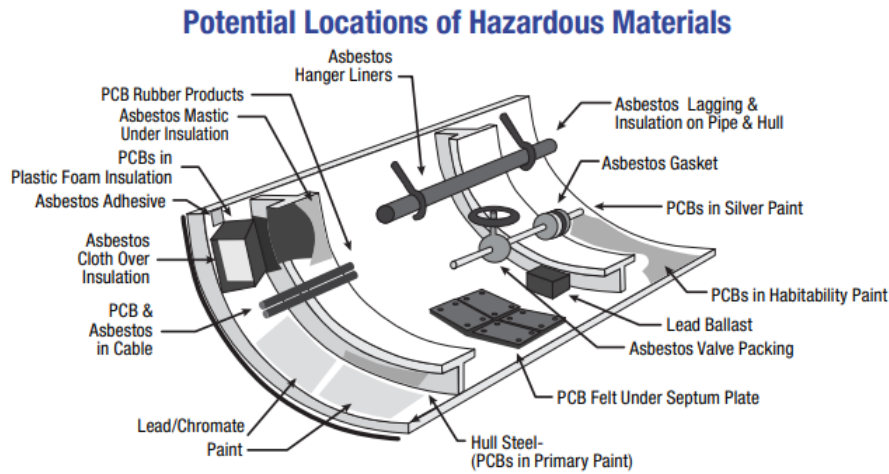 Potential Locations of Hazardous Materials
Asbestos
Hanger Liners
PCB Rubber Products
Asbestos Mastic
Under Insulation
PCBs in
Plastic Foam Insulation
Asbestos Adhesive
Asbestos
Cloth Over
Insulation
PCB &
Asbestos
in Cable
Lead/Chromate
Paint
Asbestos Lagging &
Insulation on Pipe & Hull
Asbestos Gasket
PCBs in Silver Paint
PCBs in Habitability Paint
Lead Ballast
Asbestos Valve Packing
PCB Felt Under Septum Plate
Hull Steel-
(PCBs in Primary Paint)